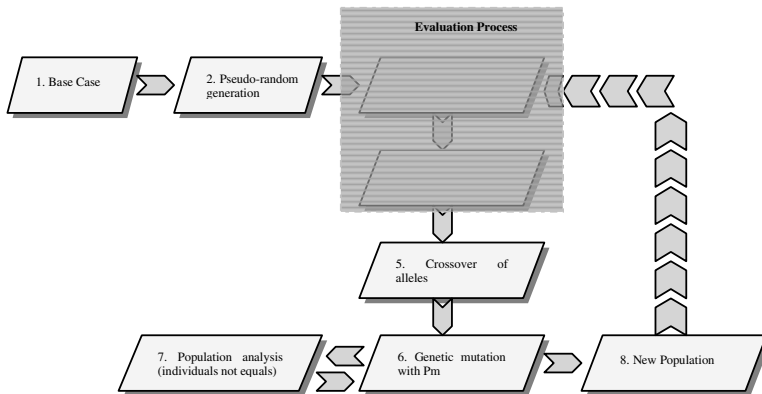 Evaluation Process
1. Base Case
2. Pseudo-random
generation
5. Crossover of
alleles
7. Population analysis
(individuals not equals)
6. Genetic mutation
with Pm
8. New Population